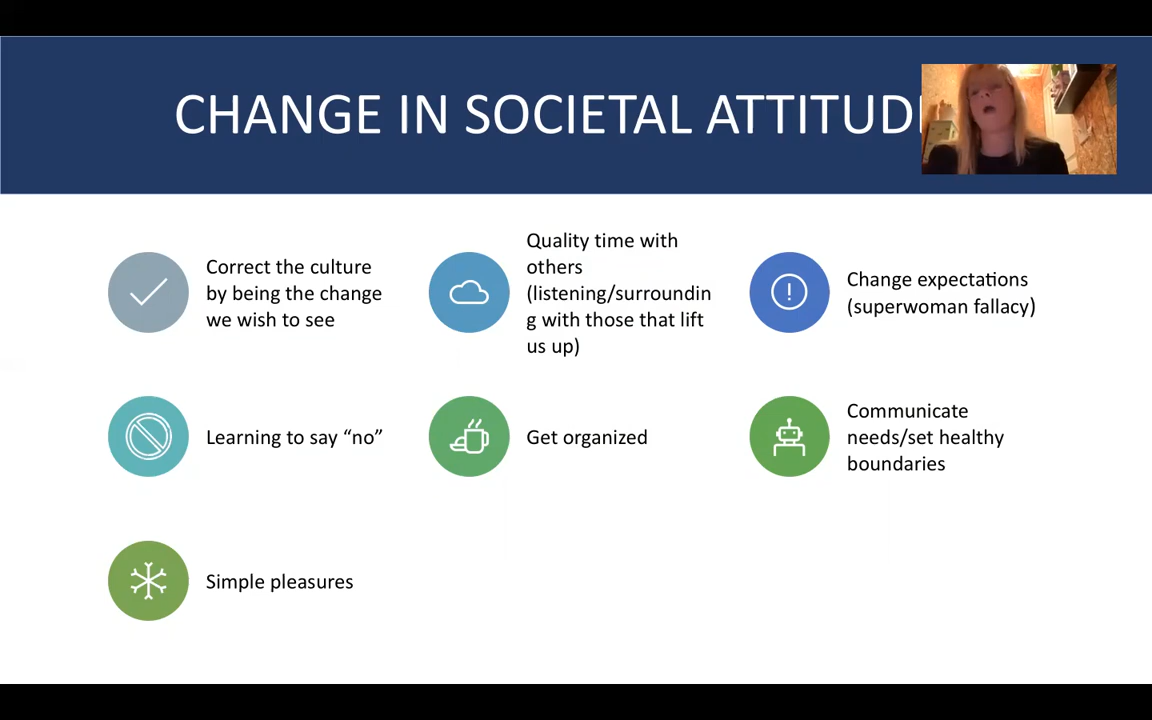 CHANGE IN SOCIETAL ATTITUD
Correct the culture
by being the change
we wish to see
Quality time with
others
(listening/surroundin
g with those that lift
us up)
Change expectations
(superwoman fallacy)
Learning to say “no”
Get organized
Communicate
needs/set healthy
boundaries
Simple pleasures